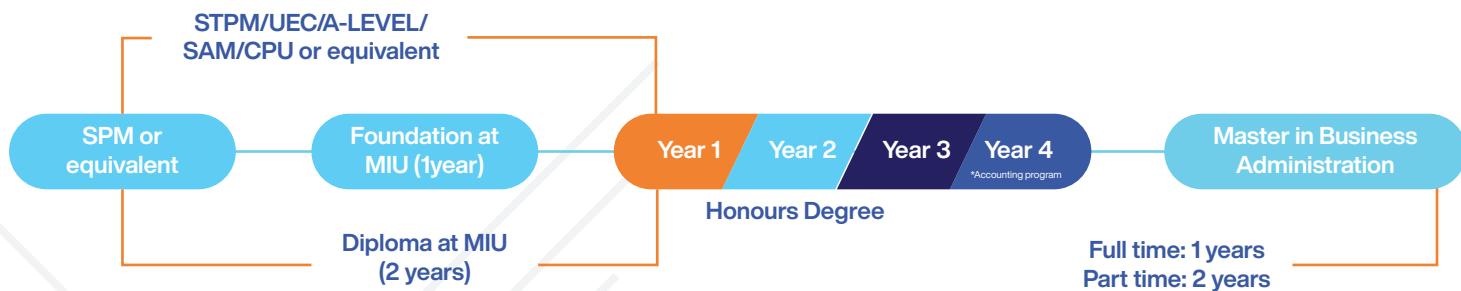 STPM/UEC/A-LEVEL/
SAM/CPU or equivalent
SPM or
equivalent
Foundation at
MIU (1year)
Year 1
Year 2
Year 3
Year 4
*Accounting program
Master in Business
Administration
Honours Degree
Diploma at MIU
(2 years)
Full time: 1 years
Part time: 2 years